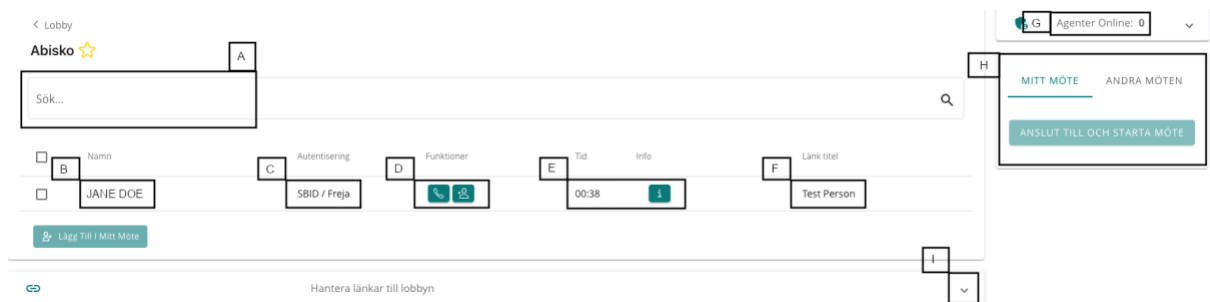 < Lobby
G Agenter Online: 0
Abisko
A
H
MITT MÖTE ANDRA MÖTEN
Sök...
ANSLUT TILL OCH STARTA MÖTE
Namn Autentisering Funktioner Tid Info Länk titel
B C D E F
JANE DOE SBID / Freja 00:38 i Test Person
Lägg Till I Mitt Möte
I
Hantera länkar till lobbyn